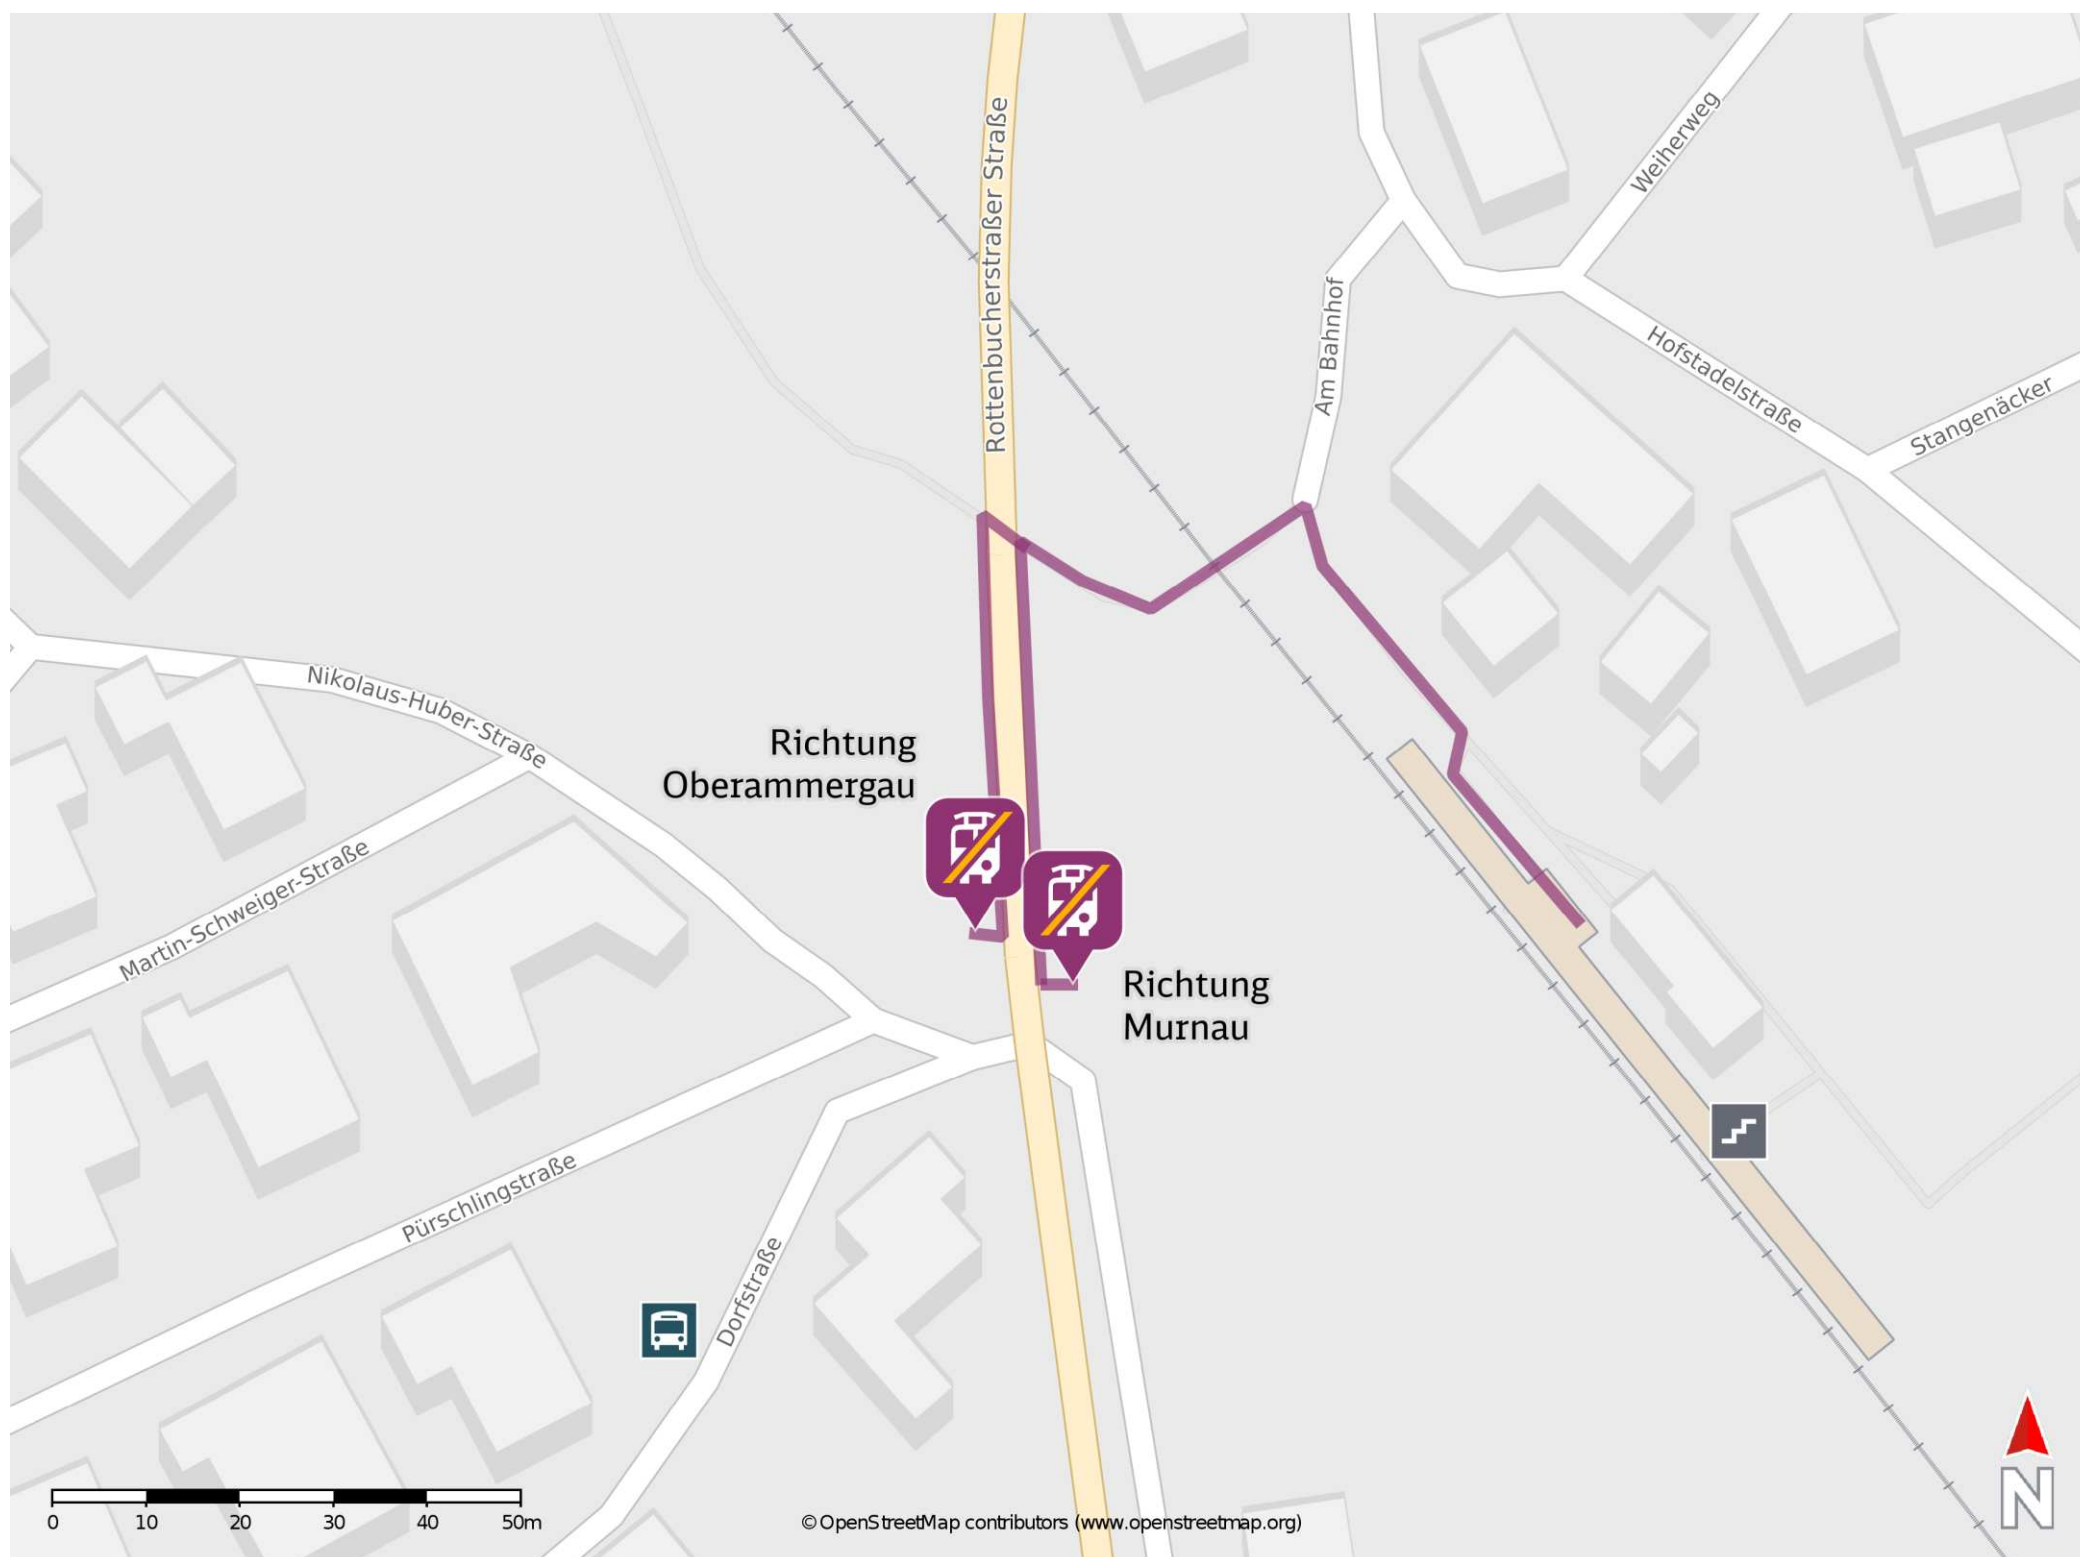 Rottenbucherstraßer Straße
Weiherweg
Am Bahnhof
Hofstadelstraße
Stangenäcker
Nikolaus-Huber-Straße
Richtung
Oberammergau
Martin-Schweiger-Straße
Richtung
Murnau
Pürschlingstraße
Dorfstraße
N
0 10 20 30 40 50m
© OpenStreetMap contributors (www.openstreetmap.org)